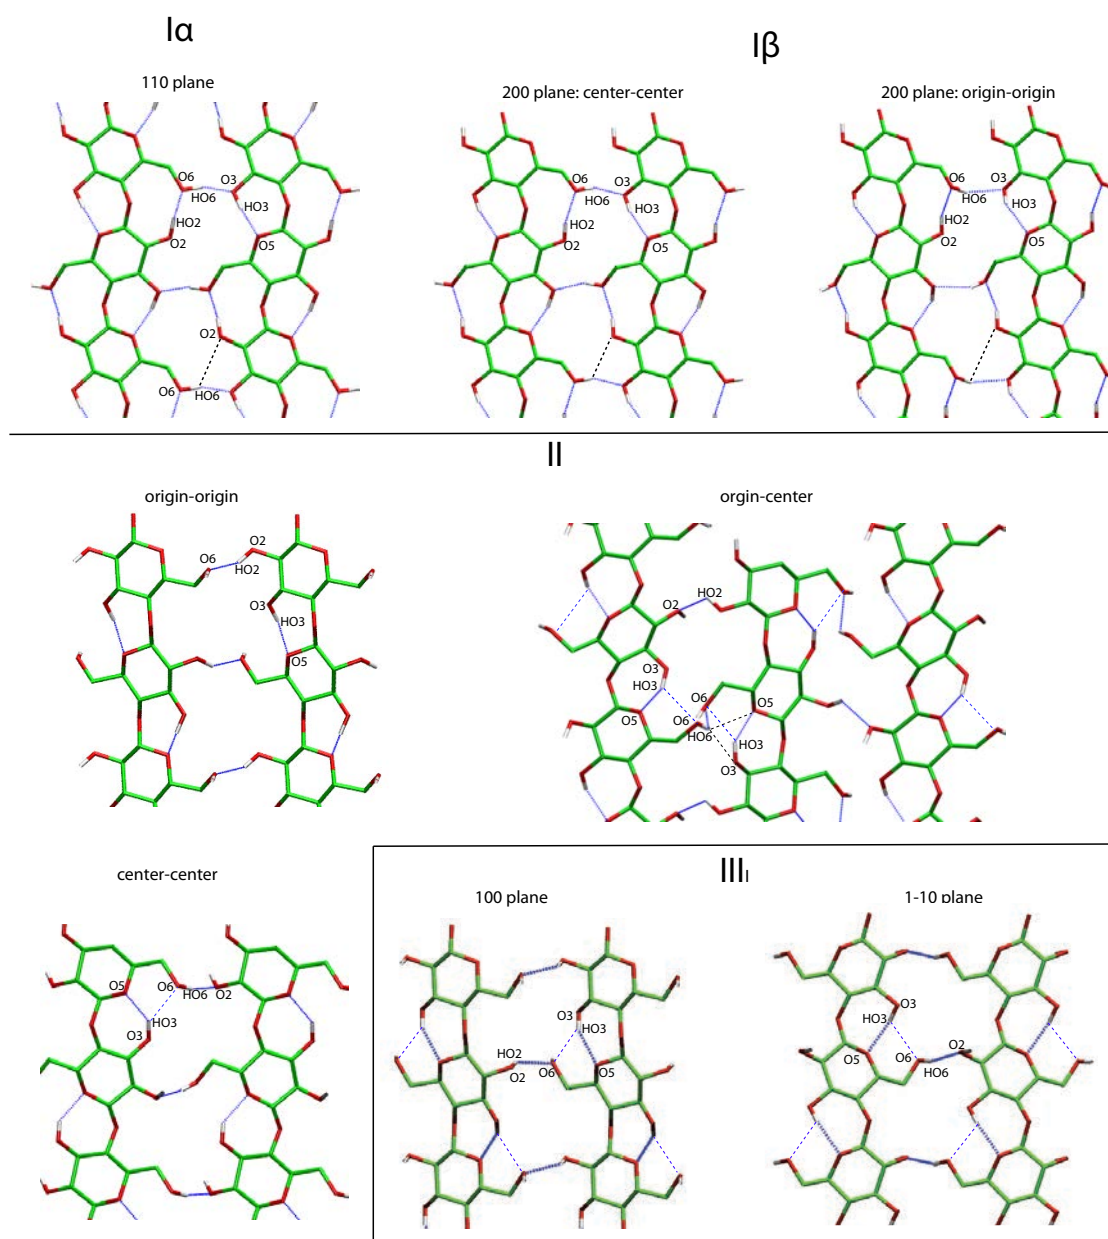 Iα
Iβ
110 plane
200 plane: center-center
200 plane: origin-origin
O6
O3
HO6
HO3
HO2
O2
O5
O2
O6
HO6
O6
O3
HO6
HO3
HO2
O2
O5
O6
O3
HO6
HO3
HO2
O2
O5
II
origin-origin
orgin-center
O6
O2
HO2
O3
HO3
O5
O2
HO2
O3
HO3
O6
O5
O5
O6
HO6
HO3
O3
center-center
O5
O6
HO6
O2
HO3
O3
IIII
100 plane
1-10 plane
O3
HO3
HO2
O2
O6
O5
O3
HO3
O2
O5
O6
HO6